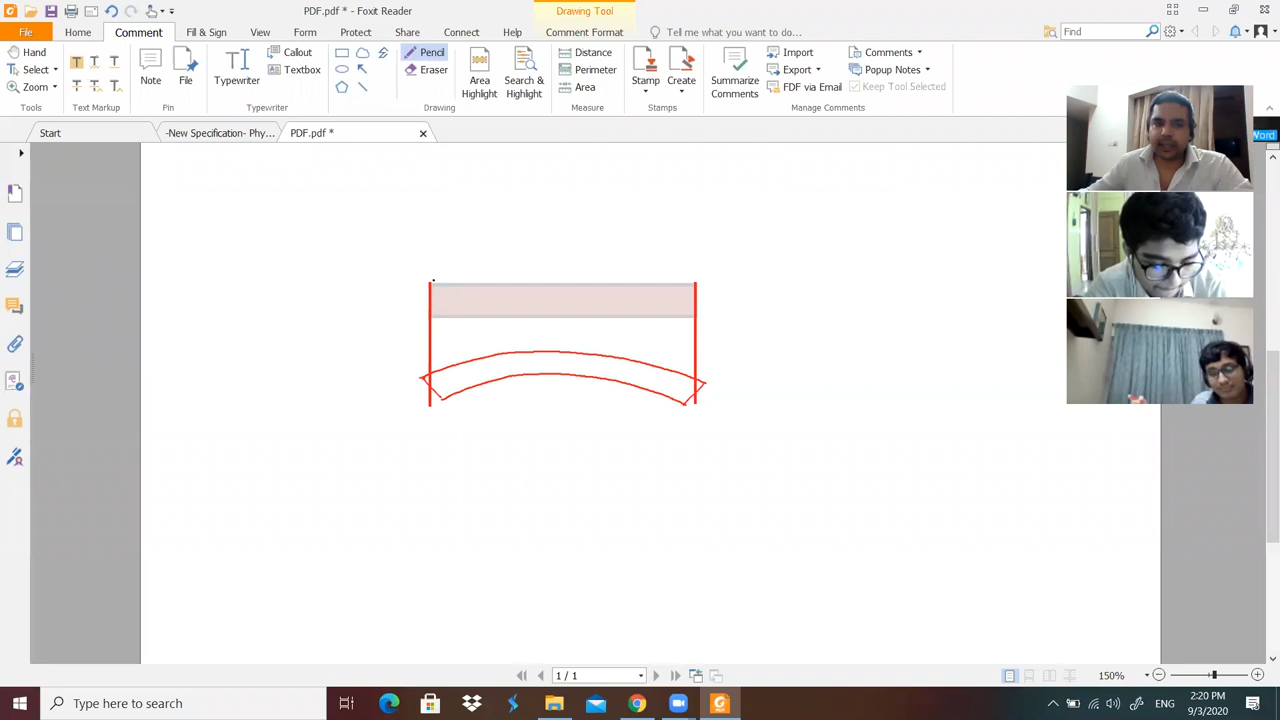 PDF.pdf * - Foxit Reader
Drawing Tool
File
Home
Comment
Fill & Sign
View
Form
Protect
Share
Connect
Help
Comment Format
Tell me what you want to do...
Find
Hand
Select
Zoom
Tools
Text Markup
Note
File
Pin
Typewriter
Callout
Textbox
Typewriter
Pencil
Eraser
Drawing
Area Highlight
Search & Highlight
Distance
Perimeter
Area
Measure
Stamp
Create
Stamps
Summarize Comments
Import
Export
FDF via Email
Comments
Popup Notes
Keep Tool Selected
Manage Comments
Word
Start
-New Specification- Phy...
PDF.pdf *
1 / 1
150%
Type here to search
ENG
2:20 PM
9/3/2020